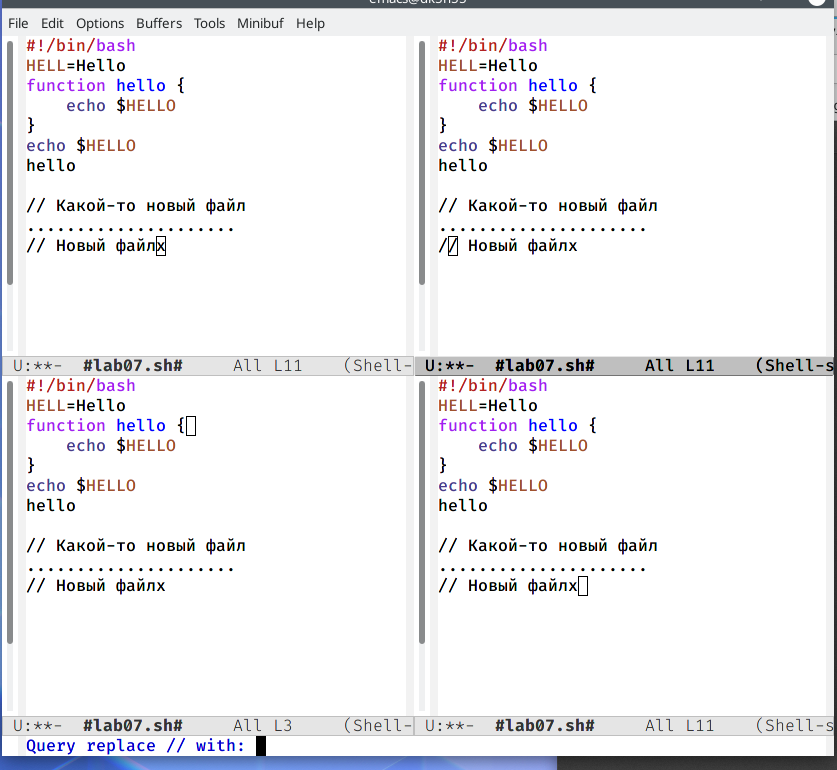 emacs@dk3n55
File Edit Options Buffers Tools Minibuf Help
#!/bin/bash
HELL=Hello
function hello {
    echo $HELLO
}
echo $HELLO
hello

// Какой-то новый файл
.....................
// Новый файлx
U:**-  #lab07.sh#     All L11    (Shell-
#!/bin/bash
HELL=Hello
function hello {
    echo $HELLO
}
echo $HELLO
hello

// Какой-то новый файл
.....................
// Новый файлx
U:**-  #lab07.sh#     All L11    (Shell-s
#!/bin/bash
HELL=Hello
function hello {
    echo $HELLO
}
echo $HELLO
hello

// Какой-то новый файл
.....................
// Новый файлx
U:**-  #lab07.sh#     All L3     (Shell-
#!/bin/bash
HELL=Hello
function hello {
    echo $HELLO
}
echo $HELLO
hello

// Какой-то новый файл
.....................
// Новый файлx
U:**-  #lab07.sh#     All L11    (Shell-s
Query replace // with: